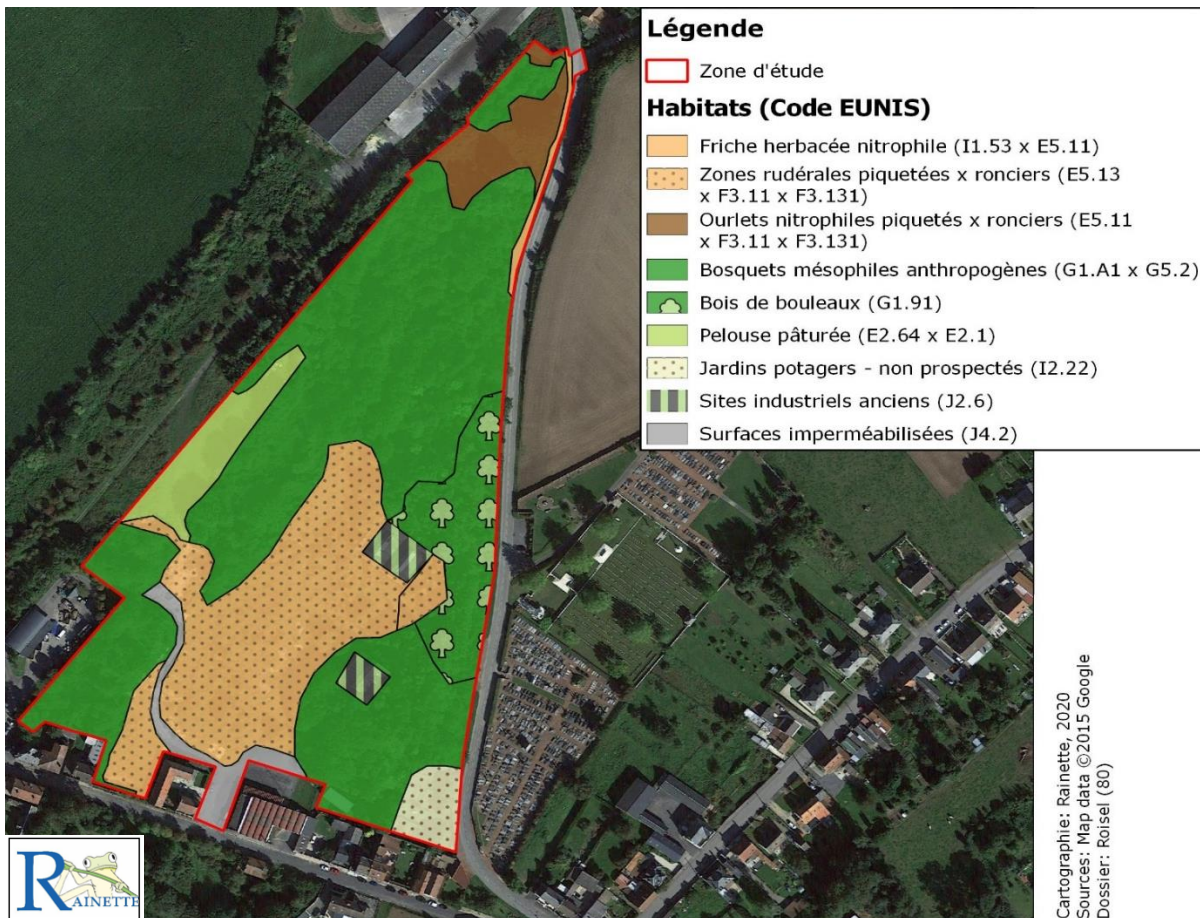 Légende
Zone d'étude
Habitats (Code EUNIS)
Friche herbacée nitrophile (I1.53 x E5.11)
Zones rudérales piquetées x ronciers (E5.13
x F3.11 x F3.131)
Ourlets nitrophiles piquetés x ronciers (E5.11
x F3.11 x F3.131)
Bosquets mésophiles anthropogènes (G1.A1 x G5.2)
Bois de bouleaux (G1.91)
Pelouse pâturée (E2.64 x E2.1)
Jardins potagers - non prospectés (I2.22)
Sites industriels anciens (J2.6)
Surfaces imperméabilisées (J4.2)
Cartographie: Rainette, 2020
Sources: Map data ©2015 Google
Dossier: Roisel (80)
RAINETTE